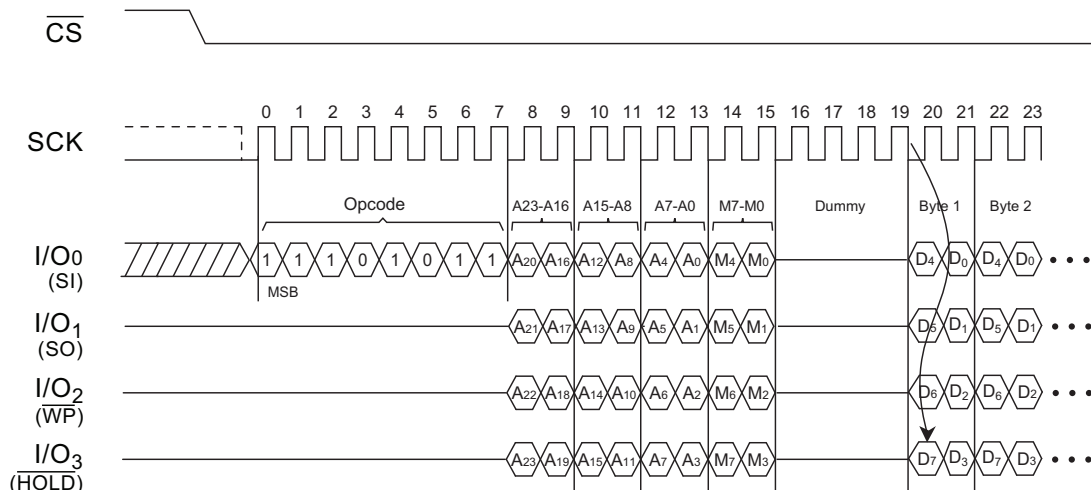 CS
0 1 2 3 4 5 6 7 8 9 10 11 12 13 14 15 16 17 18 19 20 21 22 23
SCK
Opcode A23-A16 A15-A8 A7-A0 M7-M0 Dummy Byte 1 Byte 2
I/O0 1 1 1 0 1 0 1 1 A20 A16 A12 A8 A4 A0 M4 M0 D4 D0 D4 D0 • • •
(SI)
MSB
I/O1 A21 A17 A13 A9 A5 A1 M5 M1 D5 D1 D5 D1 • • •
(SO)
I/O2 A22 A18 A14 A10 A6 A2 M6 M2 D6 D2 D6 D2 • • •
(WP)
I/O3 A23 A19 A15 A11 A7 A3 M7 M3 D7 D3 D7 D3 • • •
(HOLD)